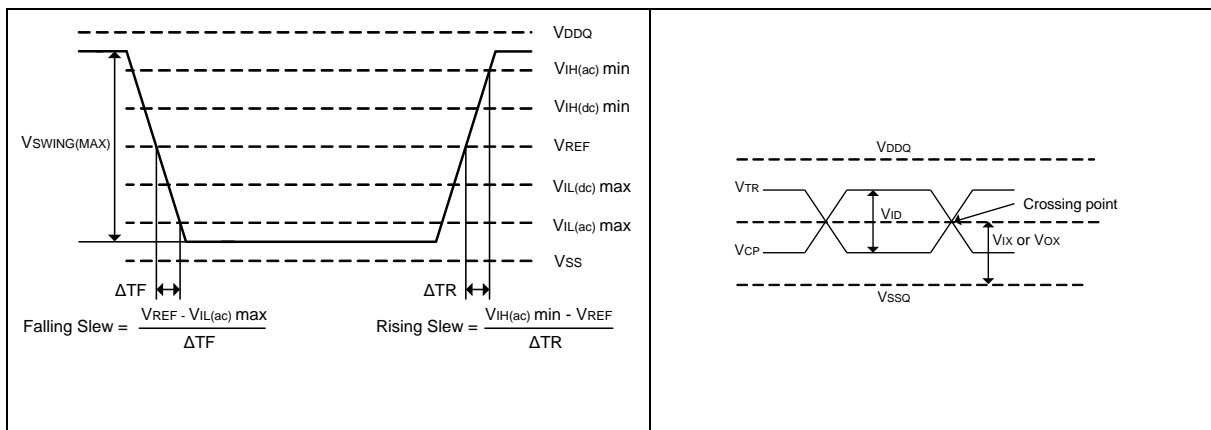 VDDQ
VIH(ac) min
VIH(dc) min
VSWING(MAX)
VREF
VIL(dc) max
VIL(ac) max
VSS
ΔTF
ΔTR
Falling Slew = VREF - VIL(ac) max
ΔTF
Rising Slew = VIH(ac) min - VREF
ΔTR
VDDQ
VTR
VID
Crossing point
VIX or VOX
VCP
VSSQ